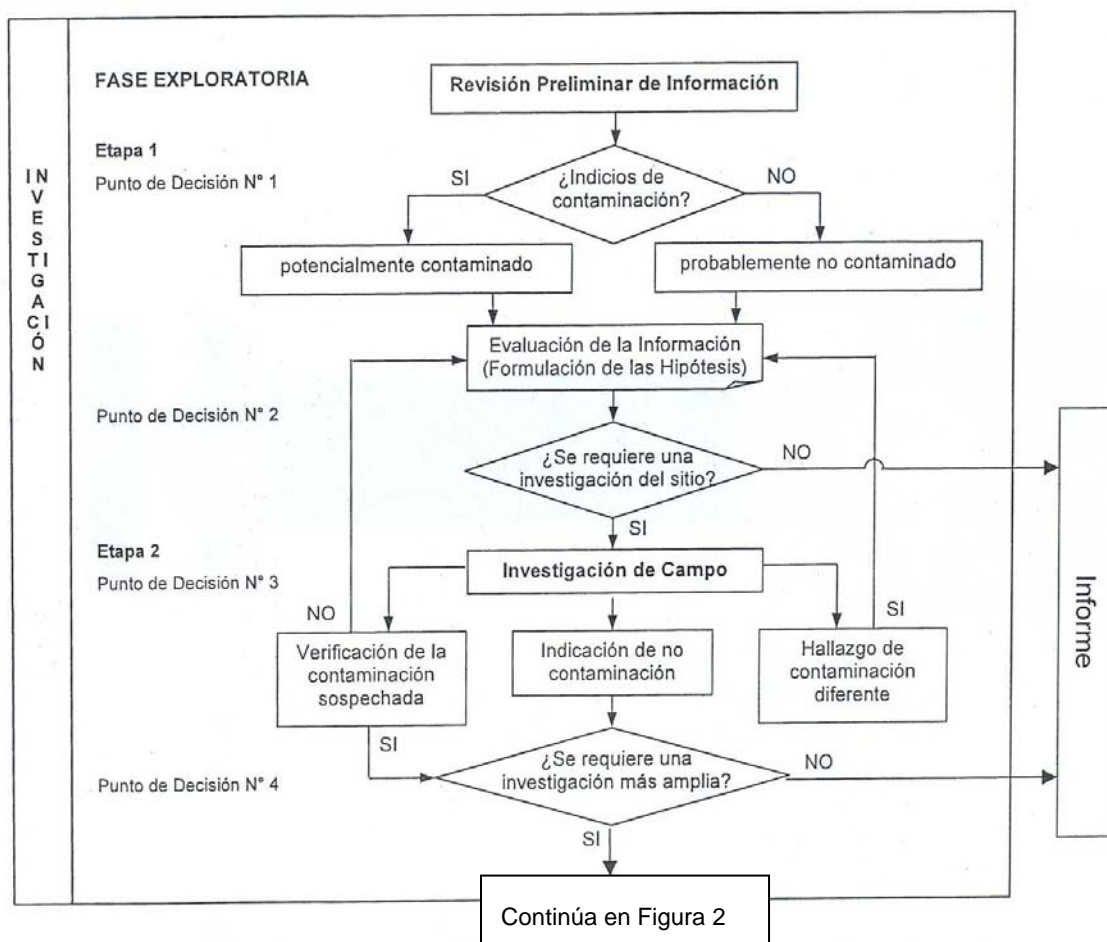 INVESTIGACIÓN
FASE EXPLORATORIA
Revisión Preliminar de Información
Etapa 1
Punto de Decisión N° 1
SI
¿Indicios de
contaminación?
NO
potencialmente contaminado
probablemente no contaminado
Evaluación de la Información
(Formulación de las Hipótesis)
Punto de Decisión N° 2
¿Se requiere una
investigación del sitio?
NO
SI
Etapa 2
Punto de Decisión N° 3
Investigación de Campo
NO
SI
Verificación de la
contaminación
sospechada
Indicación de no
contaminación
Hallazgo de
contaminación
diferente
SI
Punto de Decisión N° 4
¿Se requiere una
investigación más amplia?
NO
SI
Informe
Continúa en Figura 2